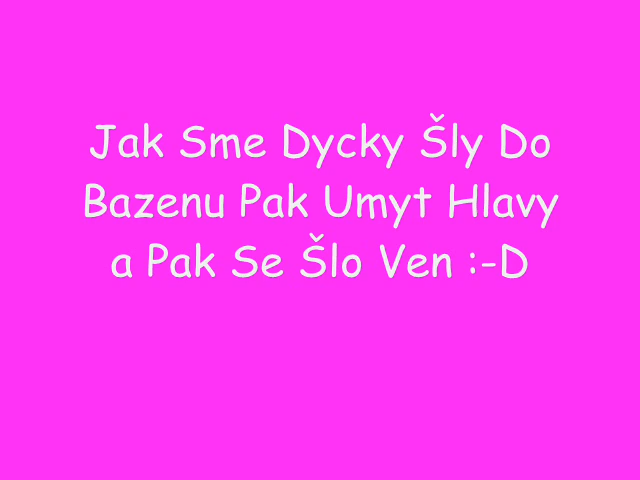 Jak Sme Dycky Šly Do
Bazenu Pak Umyt Hlavy
a Pak Se Šlo Ven :-D